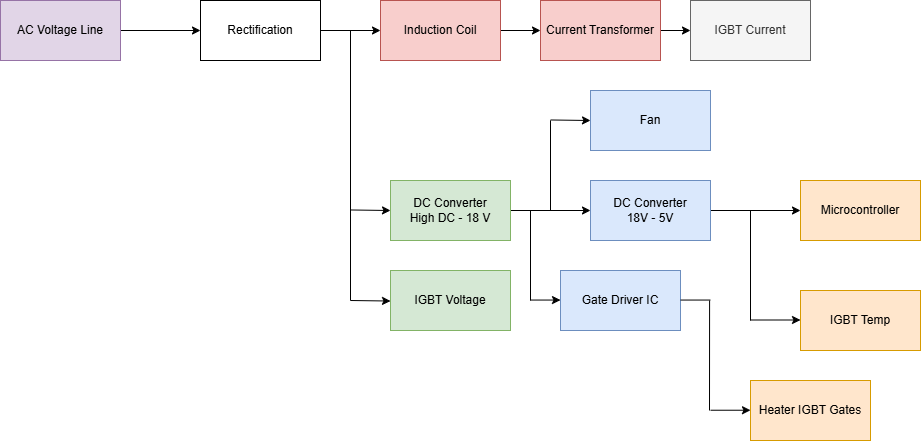 AC Voltage Line
Rectification
Induction Coil
Current Transformer
IGBT Current
Fan
DC Converter
High DC - 18 V
DC Converter
18V - 5V
Microcontroller
IGBT Voltage
Gate Driver IC
IGBT Temp
Heater IGBT Gates